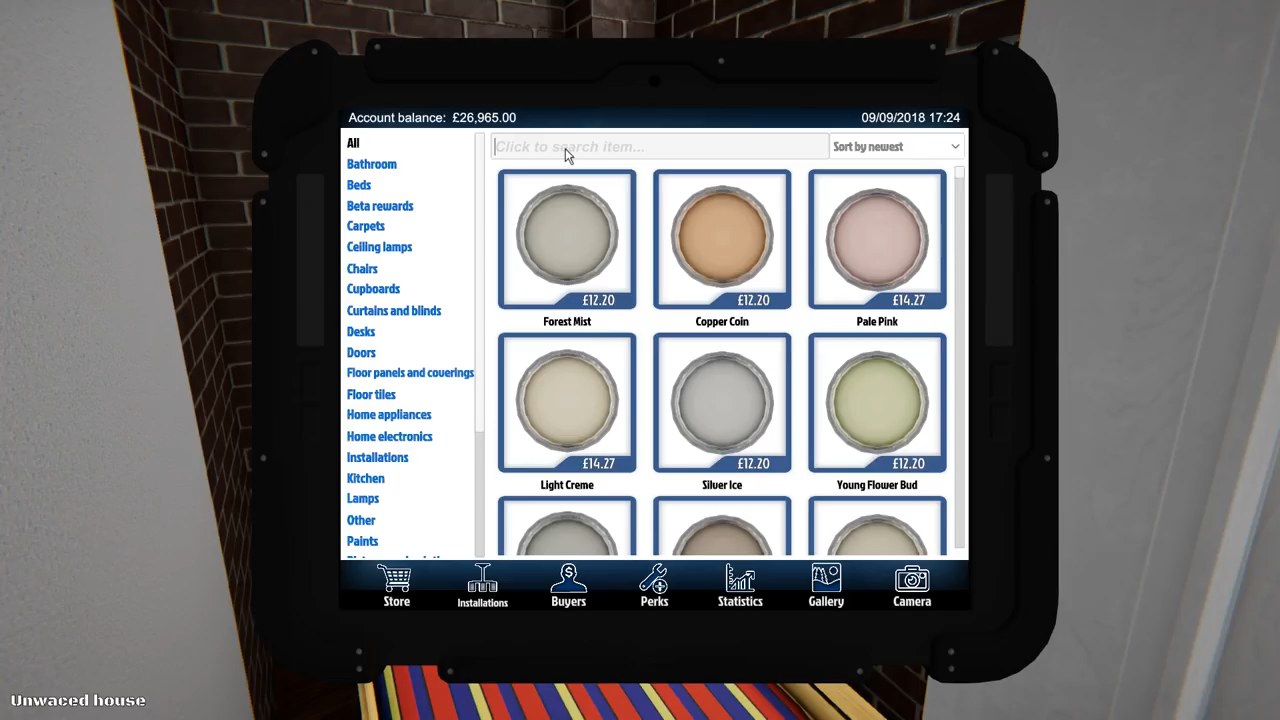 Account balance: £26,965.00
09/09/2018 17:24
All
Bathroom
Beds
Beta rewards
Carpets
Ceiling lamps
Chairs
Cupboards
Curtains and blinds
Desks
Doors
Floor panels and coverings
Floor tiles
Home appliances
Home electronics
Installations
Kitchen
Lamps
Other
Paints
Click to search item...
Sort by newest
£12.20
£12.20
£14.27
Forest Mist
Copper Coin
Pale Pink
£14.27
£12.20
£12.20
Light Creme
Silver Ice
Young Flower Bud
Store
Installations
Buyers
Perks
Statistics
Gallery
Camera
Unwaced house